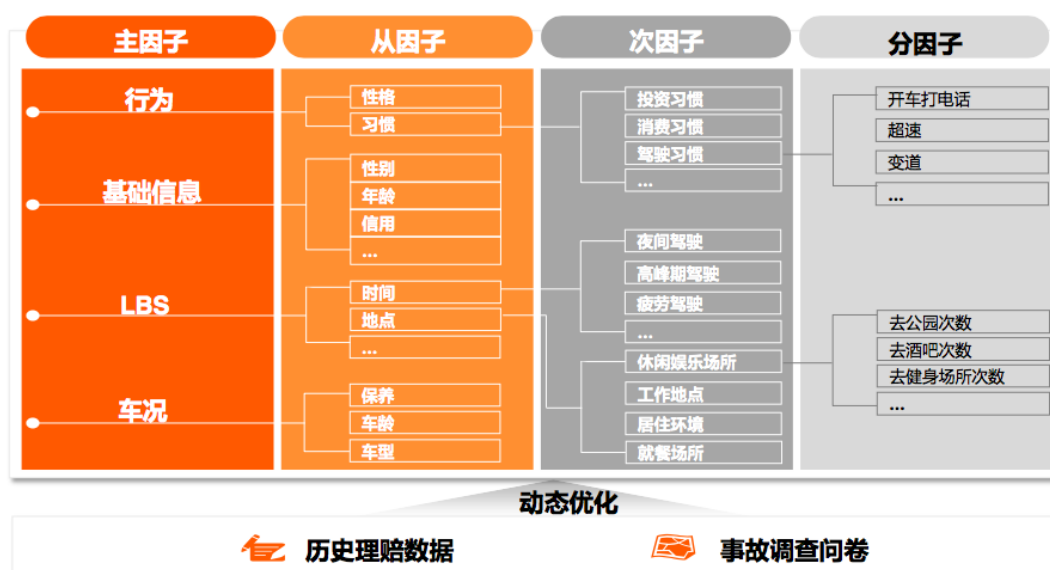 主因子
从因子
次因子
分因子
行为
基础信息
LBS
车况
性格
习惯
性别
年龄
信用
...
时间
地点
...
保养
车龄
车型
投资习惯
消费习惯
驾驶习惯
...
夜间驾驶
高峰期驾驶
疲劳驾驶
...
休闲娱乐场所
工作地点
居住环境
就餐场所
开车打电话
超速
变道
...
去公园次数
去酒吧次数
去健身场所次数
...
动态优化
历史理赔数据
事故调查问卷